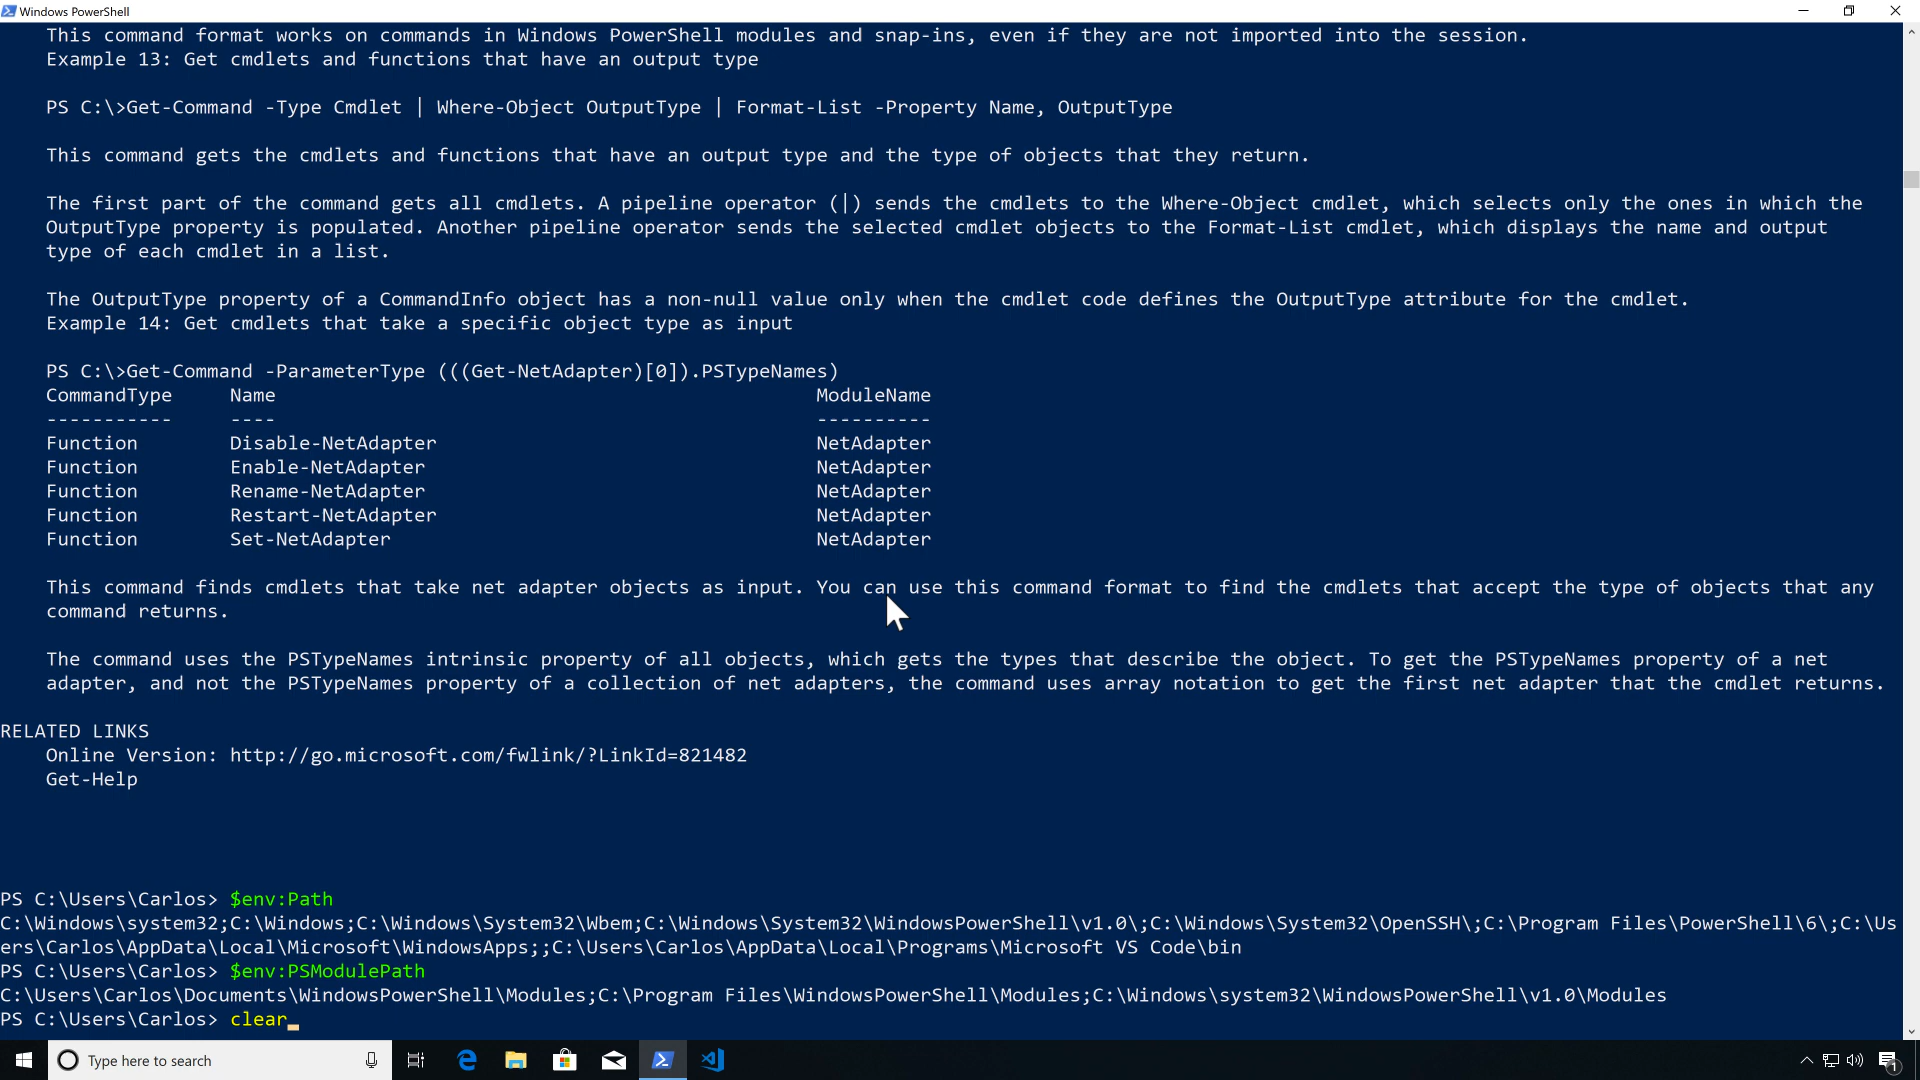 Windows PowerShell
This command format works on commands in Windows PowerShell modules and snap-ins, even if they are not imported into the session.
Example 13: Get cmdlets and functions that have an output type
PS C:\>Get-Command -Type Cmdlet | Where-Object OutputType | Format-List -Property Name, OutputType
This command gets the cmdlets and functions that have an output type and the type of objects that they return.
The first part of the command gets all cmdlets. A pipeline operator (|) sends the cmdlets to the Where-Object cmdlet, which selects only the ones in which the
OutputType property is populated. Another pipeline operator sends the selected cmdlet objects to the Format-List cmdlet, which displays the name and output
type of each cmdlet in a list.
The OutputType property of a CommandInfo object has a non-null value only when the cmdlet code defines the OutputType attribute for the cmdlet.
Example 14: Get cmdlets that take a specific object type as input
PS C:\>Get-Command -ParameterType (((Get-NetAdapter)[0]).PSTypeNames)
CommandType     Name                                               ModuleName
-----------     ----                                               ----------
Function        Disable-NetAdapter                                 NetAdapter
Function        Enable-NetAdapter                                  NetAdapter
Function        Rename-NetAdapter                                  NetAdapter
Function        Restart-NetAdapter                                 NetAdapter
Function        Set-NetAdapter                                     NetAdapter
This command finds cmdlets that take net adapter objects as input. You can use this command format to find the cmdlets that accept the type of objects that any
command returns.
The command uses the PSTypeNames intrinsic property of all objects, which gets the types that describe the object. To get the PSTypeNames property of a net
adapter, and not the PSTypeNames property of a collection of net adapters, the command uses array notation to get the first net adapter that the cmdlet returns.
RELATED LINKS
Online Version: http://go.microsoft.com/fwlink/?LinkId=821482
Get-Help
PS C:\Users\Carlos> $env:Path
C:\Windows\system32;C:\Windows;C:\Windows\System32\Wbem;C:\Windows\System32\WindowsPowerShell\v1.0\;C:\Windows\System32\OpenSSH\;C:\Program Files\PowerShell\6\;C:\Us
ers\Carlos\AppData\Local\Microsoft\WindowsApps;;C:\Users\Carlos\AppData\Local\Programs\Microsoft VS Code\bin
PS C:\Users\Carlos> $env:PSModulePath
C:\Users\Carlos\Documents\WindowsPowerShell\Modules;C:\Program Files\WindowsPowerShell\Modules;C:\Windows\system32\WindowsPowerShell\v1.0\Modules
PS C:\Users\Carlos> clear
Type here to search
1